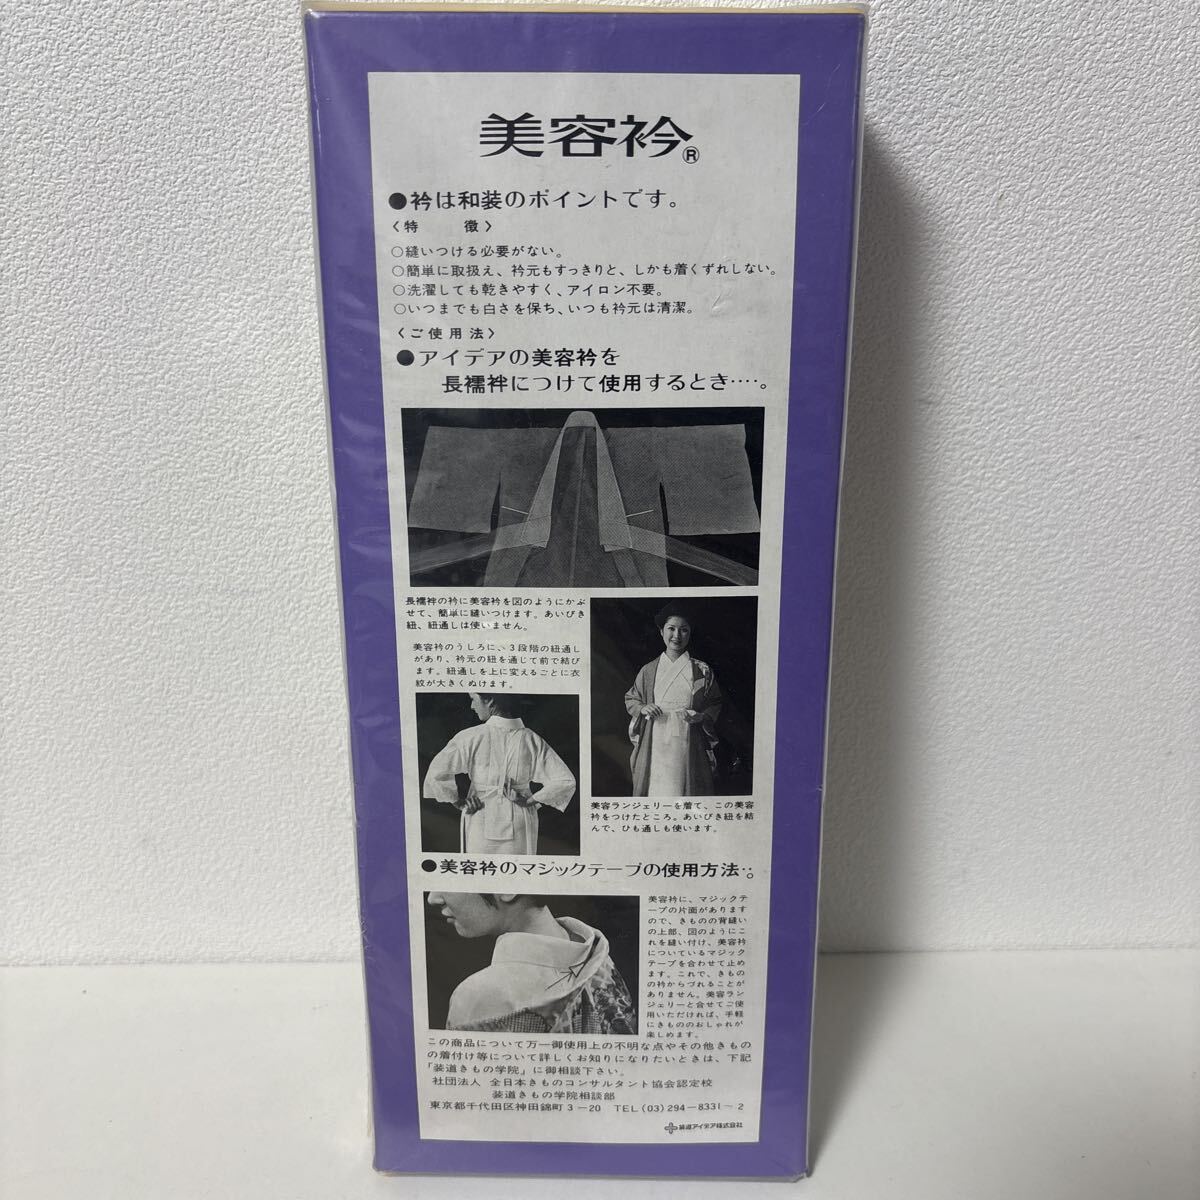 美容衿®
●衿は和装のポイントです。
〈特　徴〉
○縫いつける必要がない。
○簡単に取扱え、衿元もすっきりと、しかも着くずれしない。
○洗濯しても乾きやすく、アイロン不要。
○いつまでも白さを保ち、いつも衿元は清潔。
〈ご使用法〉
●アイデアの美容衿を
長襦袢につけて使用するとき‥‥。
長襦袢の衿に美容衿を図のようにかぶ
せて、簡単に縫いつけます。あいびき
紐、紐通しは使いません。
美容衿のうしろに、3段階の紐通し
があり、衿元の紐を通じて前で結び
ます。紐通しを上に変えるごとに衣
紋が大きくぬけます。
美容ランジェリーを着て、この美容
衿をつけたところ。あいびき紐を結
んで、ひも通しも使います。
●美容衿のマジックテープの使用方法‥。
美容衿に、マジックテ
ープの片面があります
ので、きものの背縫い
の上部、図のようにこ
れを縫い付け、美容衿
についているマジック
テープを合わせて止め
ます。これで、きもの
の衿からづれることが
ありません。美容ラン
ジェリーと合せてご使
用いただければ、手軽
にきもののおしゃれが
楽しめます。
この商品について万一御使用上の不明な点やその他きもの
の着付け等について詳しくお知りになりたいときは、下記
「装道きもの学院」に御相談下さい。
社団法人　全日本きものコンサルタント協会認定校
装道きもの学院相談部
東京都千代田区神田錦町3－20　TEL(03)294－8331～2
装道アイデア株式会社